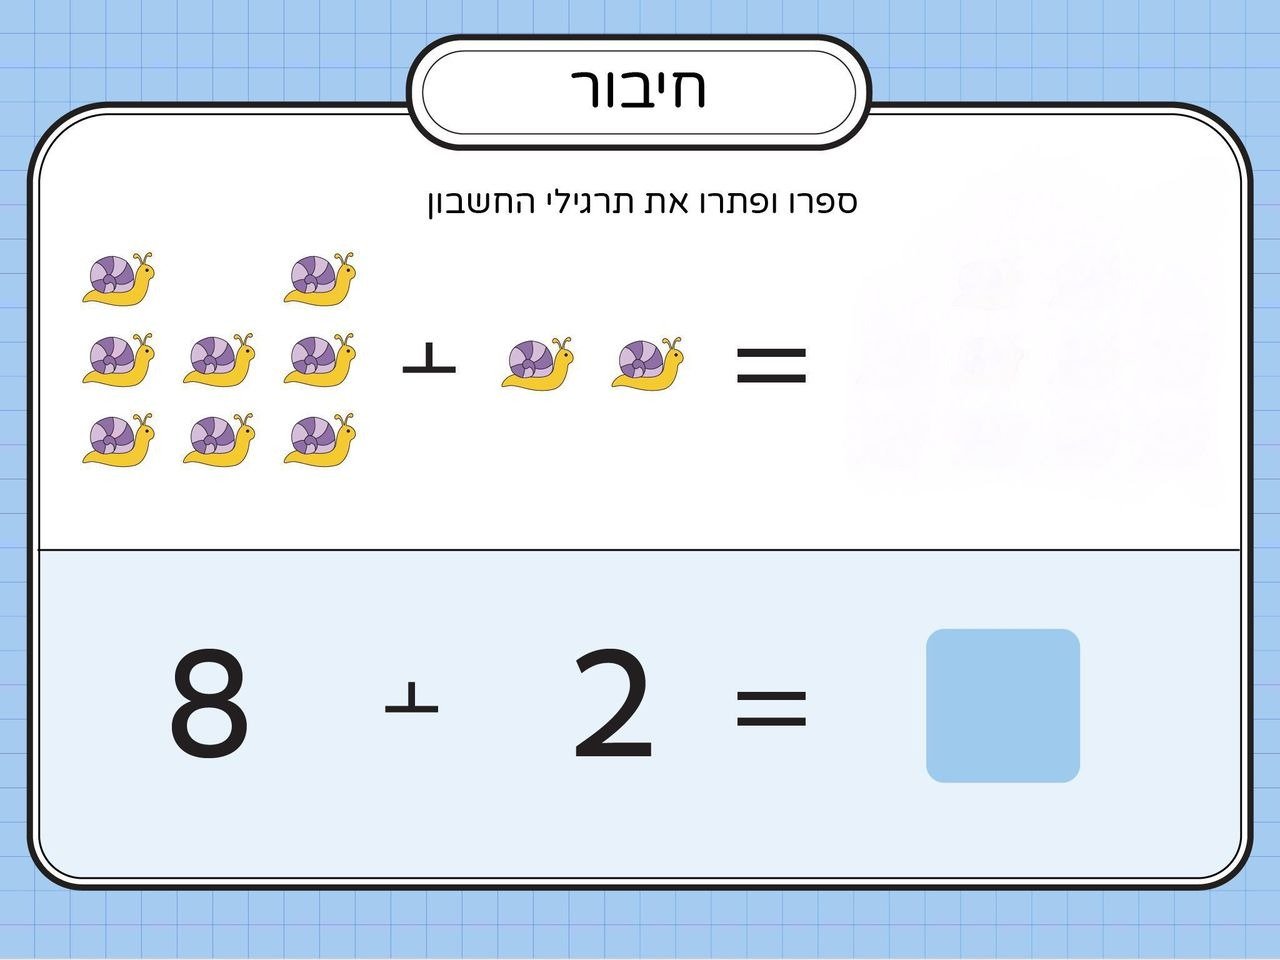 חיבור
ספרו ופתרו את תרגילי החשבון
﬩ =
8 ﬩ 2 =